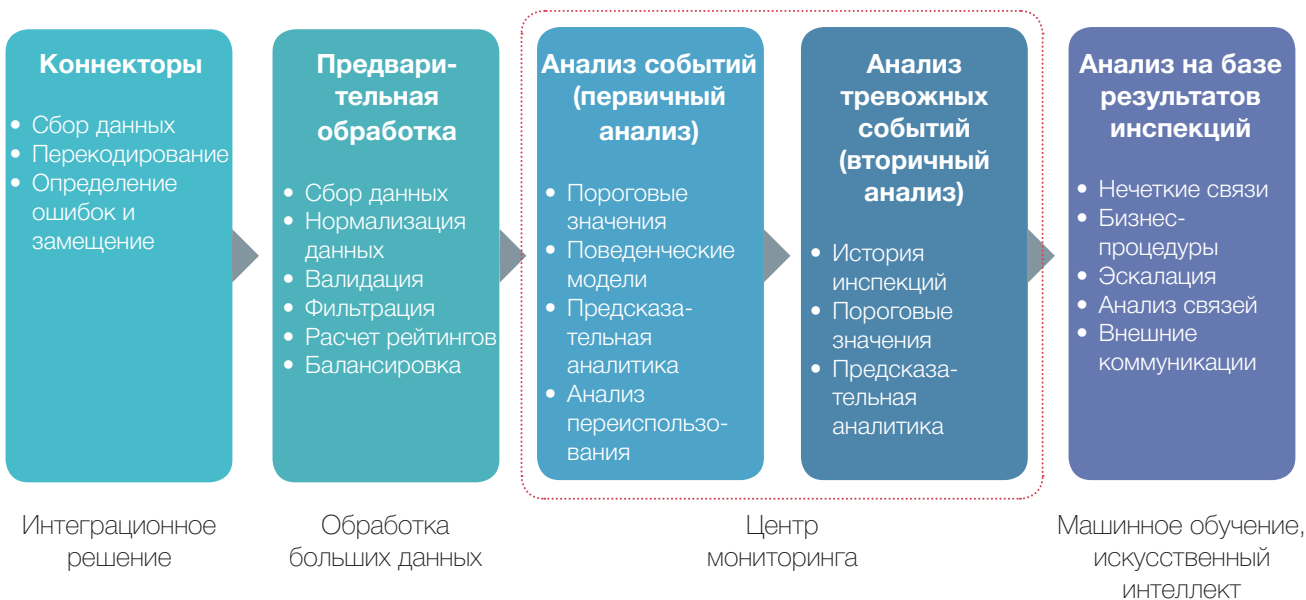 Коннекторы
• Сбор данных
• Перекодирование
• Определение
ошибок и
замещение
Предвари-
тельная
обработка
• Сбор данных
• Нормализация
данных
• Валидация
• Фильтрация
• Расчет рейтингов
• Балансировка
Анализ событий
(первичный
анализ)
• Пороговые
значения
• Поведенческие
модели
• Предсказа-
тельная
аналитика
• Анализ
переиспользо-
вания
Анализ
тревожных
событий
(вторичный
анализ)
• История
инспекций
• Пороговые
значения
• Предсказа-
тельная
аналитика
Анализ на базе
результатов
инспекций
• Нечеткие связи
• Бизнес-
процедуры
• Эскалация
• Анализ связей
• Внешние
коммуникации
Интеграционное
решение
Обработка
больших данных
Центр
мониторинга
Машинное обучение,
искусственный
интеллект